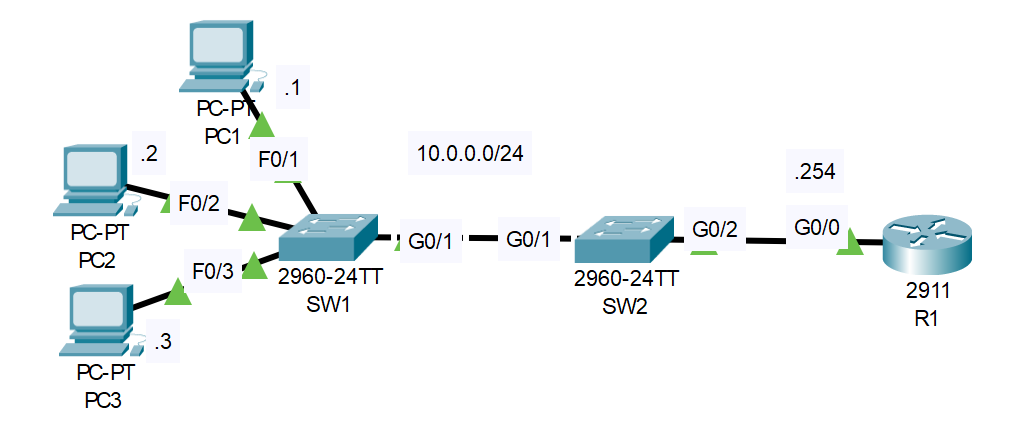 .1
PC-PT
PC1
.2
F0/1
10.0.0.0/24
.254
F0/2
PC-PT
PC2
G0/1
G0/1
G0/2
G0/0
F0/3
2960-24TT
SW1
2960-24TT
SW2
2911
R1
.3
PC-PT
PC3